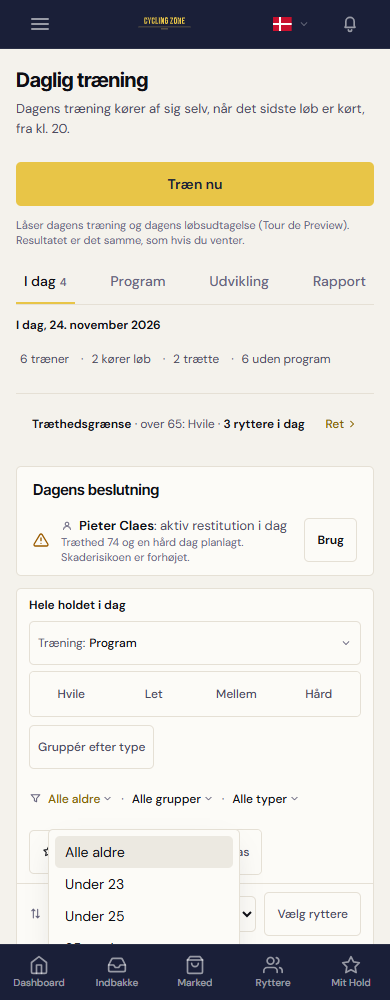 CYCLING ZONE
Daglig træning
Dagens træning kører af sig selv, når det sidste løb er kørt,
fra kl. 20.
Træn nu
Låser dagens træning og dagens løbsudtagelse (Tour de Preview).
Resultatet er det samme, som hvis du venter.
I dag 4 Program Udvikling Rapport
I dag, 24. november 2026
6 træner · 2 kører løb · 2 trætte · 6 uden program
Træthedsgrænse · over 65: Hvile · 3 ryttere i dag Ret
Dagens beslutning
Pieter Claes: aktiv restitution i dag
Træthed 74 og en hård dag planlagt.
Skaderisikoen er forhøjet.
Brug
Hele holdet i dag
Træning: Program
Hvile Let Mellem Hård
Gruppér efter type
Alle aldre · Alle grupper · Alle typer
as
Alle aldre
Under 23
Under 25
Vælg ryttere
Dashboard Indbakke Marked Ryttere Mit Hold